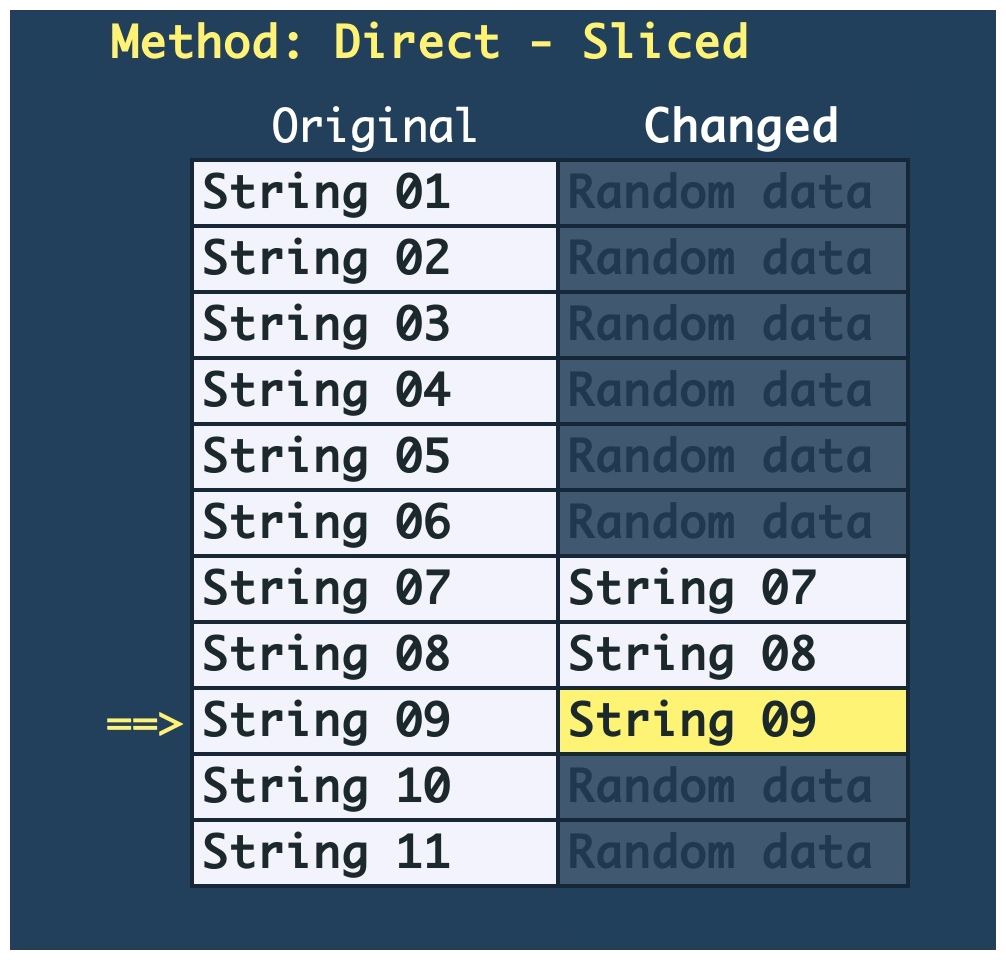 Method: Direct - Sliced
Original Changed
String 01 Random data
String 02 Random data
String 03 Random data
String 04 Random data
String 05 Random data
String 06 Random data
String 07 String 07
String 08 String 08
==> String 09 String 09
String 10 Random data
String 11 Random data